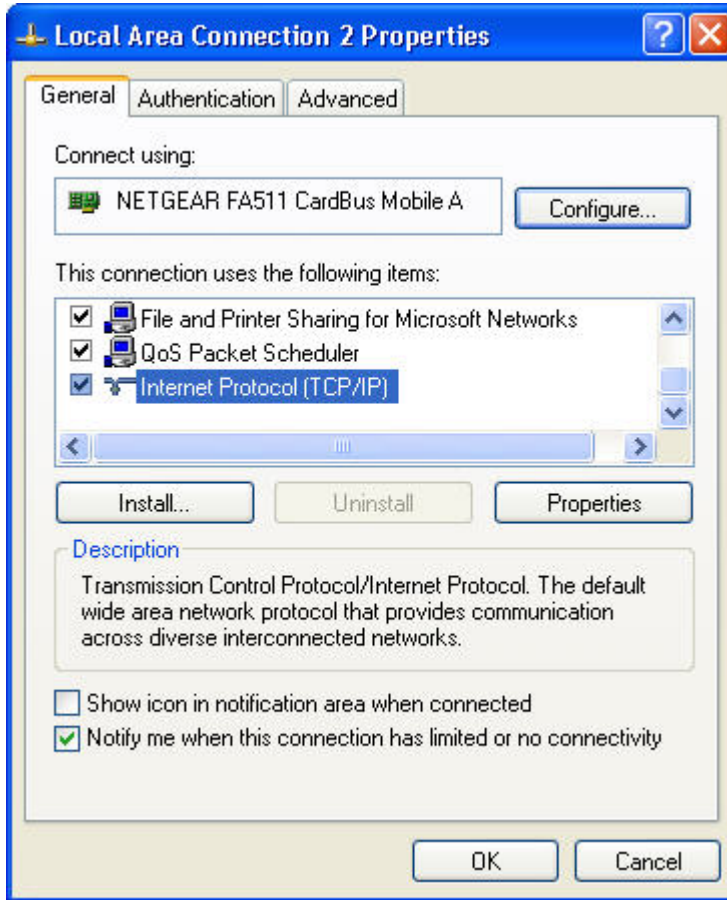 Local Area Connection 2 Properties
General Authentication Advanced
Connect using:
NETGEAR FA511 CardBus Mobile A
Configure...
This connection uses the following items:
File and Printer Sharing for Microsoft Networks
QoS Packet Scheduler
Internet Protocol (TCP/IP)
Install... Uninstall Properties
Description
Transmission Control Protocol/Internet Protocol. The default
wide area network protocol that provides communication
across diverse interconnected networks.
Show icon in notification area when connected
Notify me when this connection has limited or no connectivity
OK Cancel